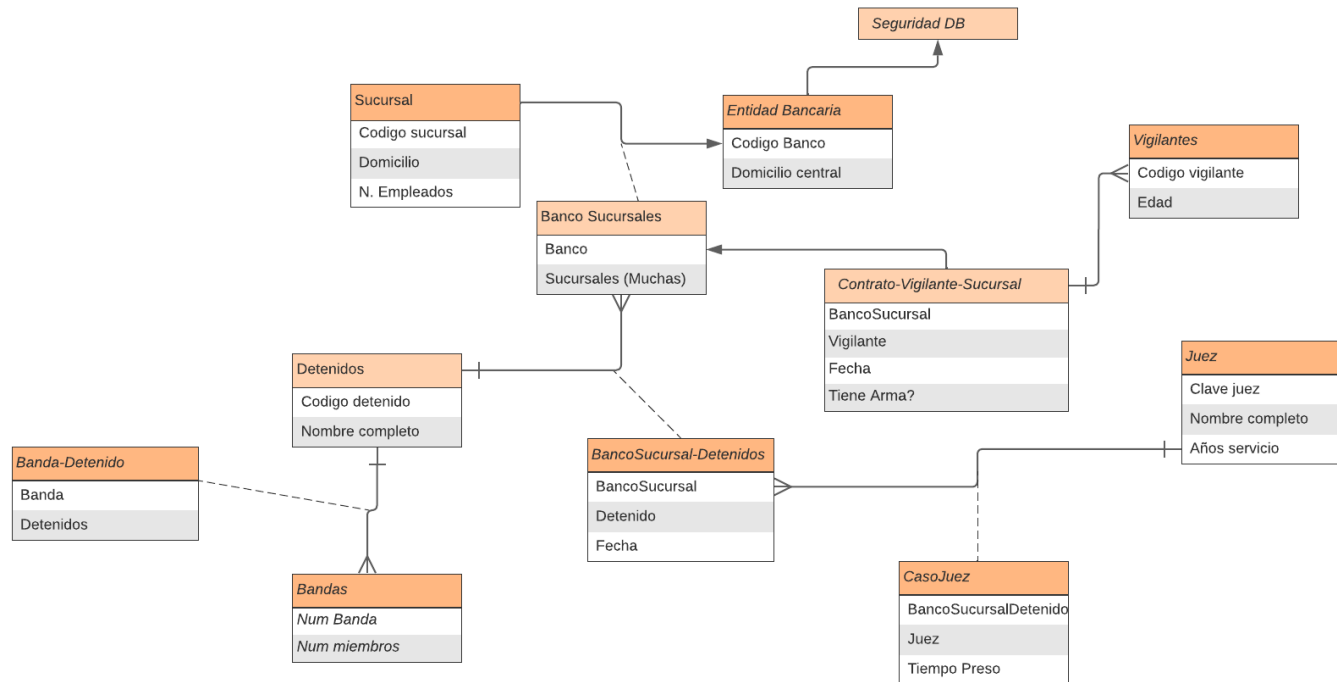 Seguridad DB
Sucursal
Codigo sucursal
Domicilio
N. Empleados
Entidad Bancaria
Codigo Banco
Domicilio central
Vigilantes
Codigo vigilante
Edad
Banco Sucursales
Banco
Sucursales (Muchas)
Contrato-Vigilante-Sucursal
BancoSucursal
Vigilante
Fecha
Tiene Arma?
Detenidos
Codigo detenido
Nombre completo
Juez
Clave juez
Nombre completo
Años servicio
Banda-Detenido
Banda
Detenidos
BancoSucursal-Detenidos
BancoSucursal
Detenido
Fecha
Bandas
Num Banda
Num miembros
CasoJuez
BancoSucursalDetenido
Juez
Tiempo Preso